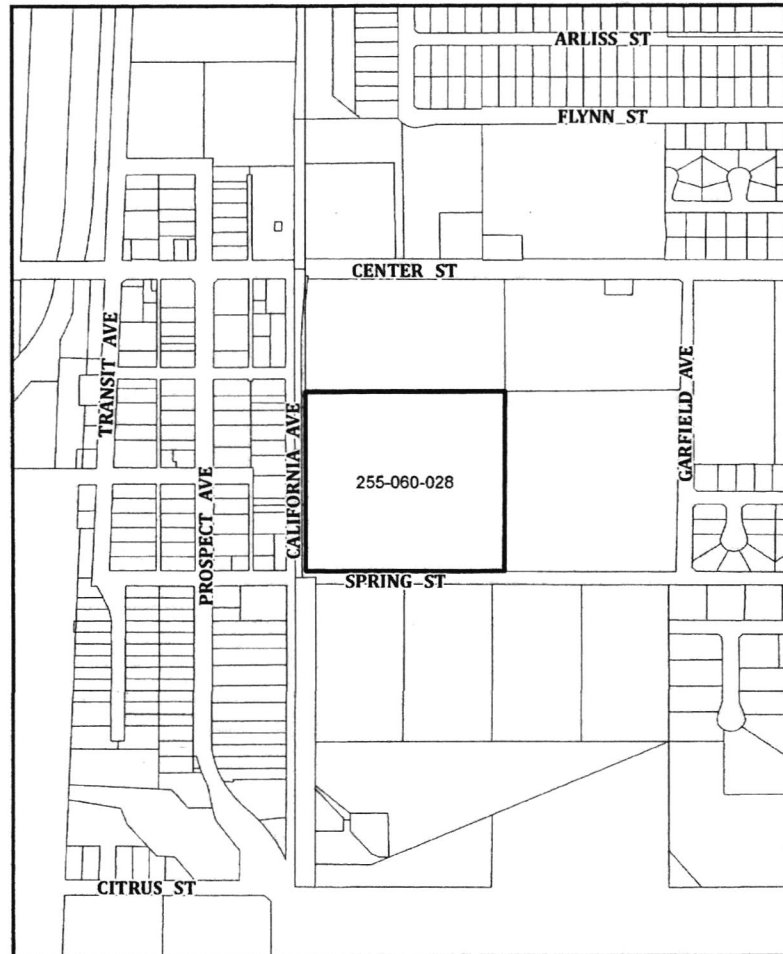 ARLISS ST
FLYNN ST
CENTER ST
TRANSIT AVE
PROSPECT AVE
CALIFORNIA AVE
GARFIELD AVE
255-060-028
SPRING ST
CITRUS ST